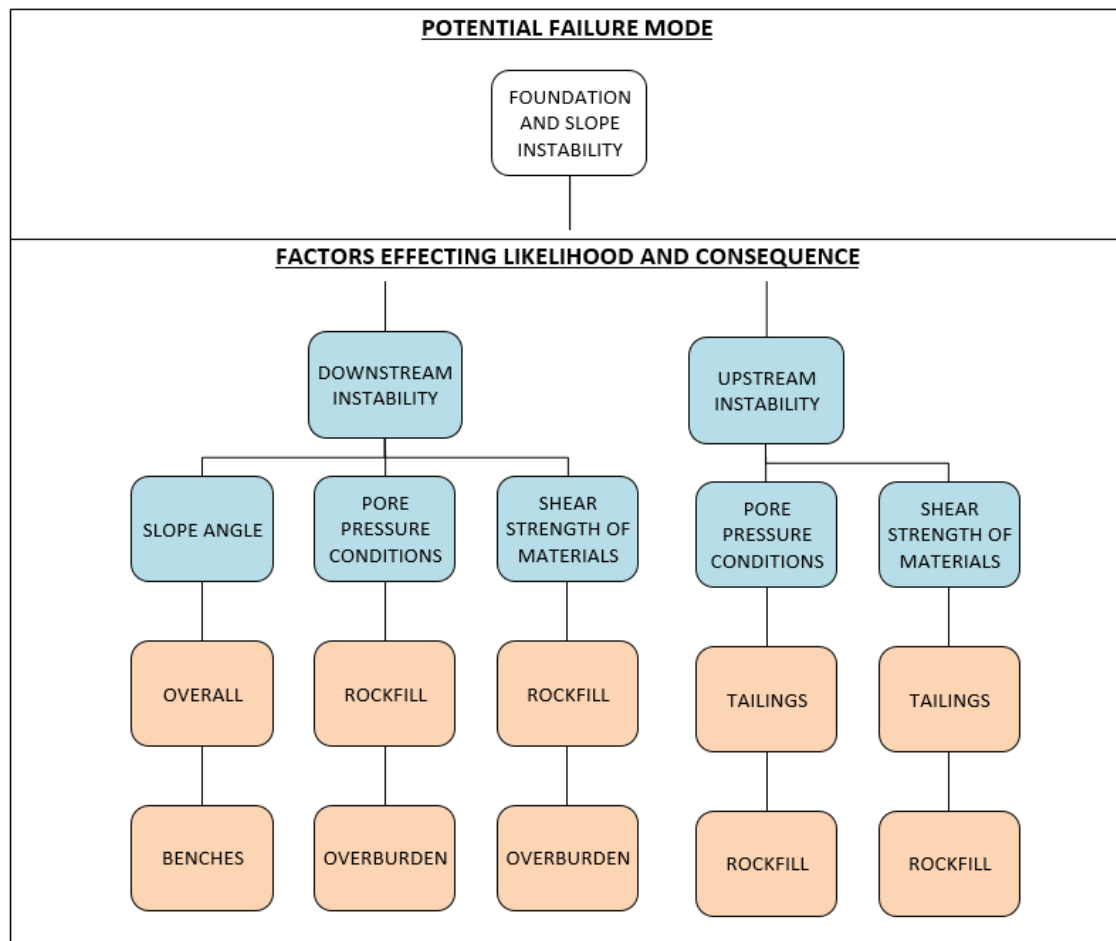 POTENTIAL FAILURE MODE
FOUNDATION
AND SLOPE
INSTABILITY
FACTORS EFFECTING LIKELIHOOD AND CONSEQUENCE
DOWNSTREAM
INSTABILITY
UPSTREAM
INSTABILITY
SLOPE ANGLE
PORE
PRESSURE
CONDITIONS
SHEAR
STRENGTH OF
MATERIALS
PORE
PRESSURE
CONDITIONS
SHEAR
STRENGTH OF
MATERIALS
OVERALL
ROCKFILL
ROCKFILL
TAILINGS
TAILINGS
BENCHES
OVERBURDEN
OVERBURDEN
ROCKFILL
ROCKFILL